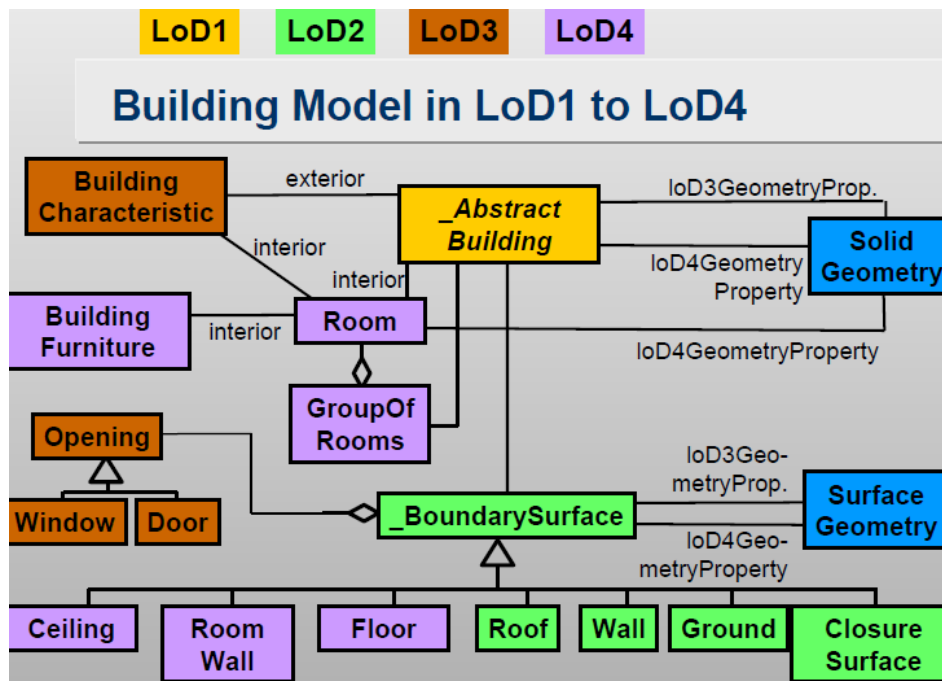 LoD1 LoD2 LoD3 LoD4
Building Model in LoD1 to LoD4
Building
Characteristic
exterior
_Abstract
Building
loD3GeometryProp.
Solid
Geometry
interior
interior
loD4Geometry
Property
Building
Furniture
interior
Room
loD4GeometryProperty
GroupOf
Rooms
Opening
Window
Door
_BoundarySurface
loD3Geo-
metryProp.
Surface
Geometry
loD4Geo-
metryProperty
Ceiling
Room
Wall
Floor
Roof
Wall
Ground
Closure
Surface